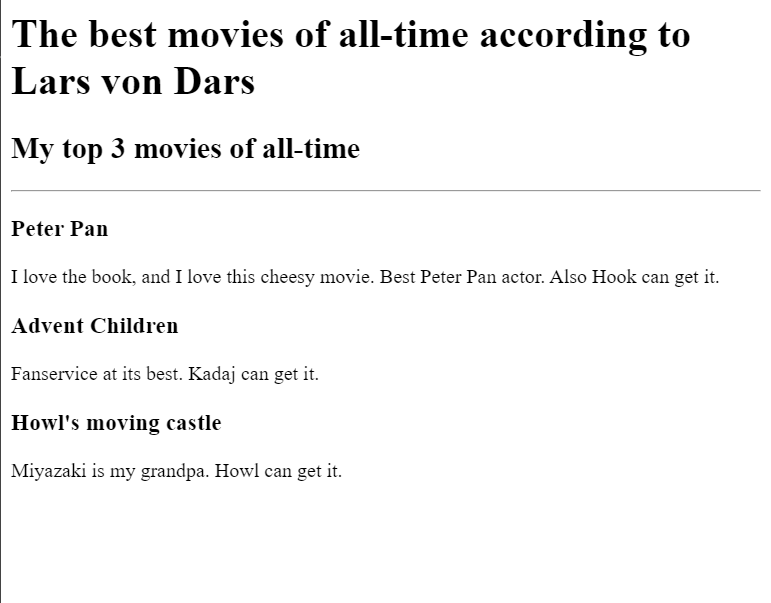 The best movies of all-time according to
Lars von Dars
My top 3 movies of all-time
Peter Pan
I love the book, and I love this cheesy movie. Best Peter Pan actor. Also Hook can get it.
Advent Children
Fanservice at its best. Kadaj can get it.
Howl's moving castle
Miyazaki is my grandpa. Howl can get it.